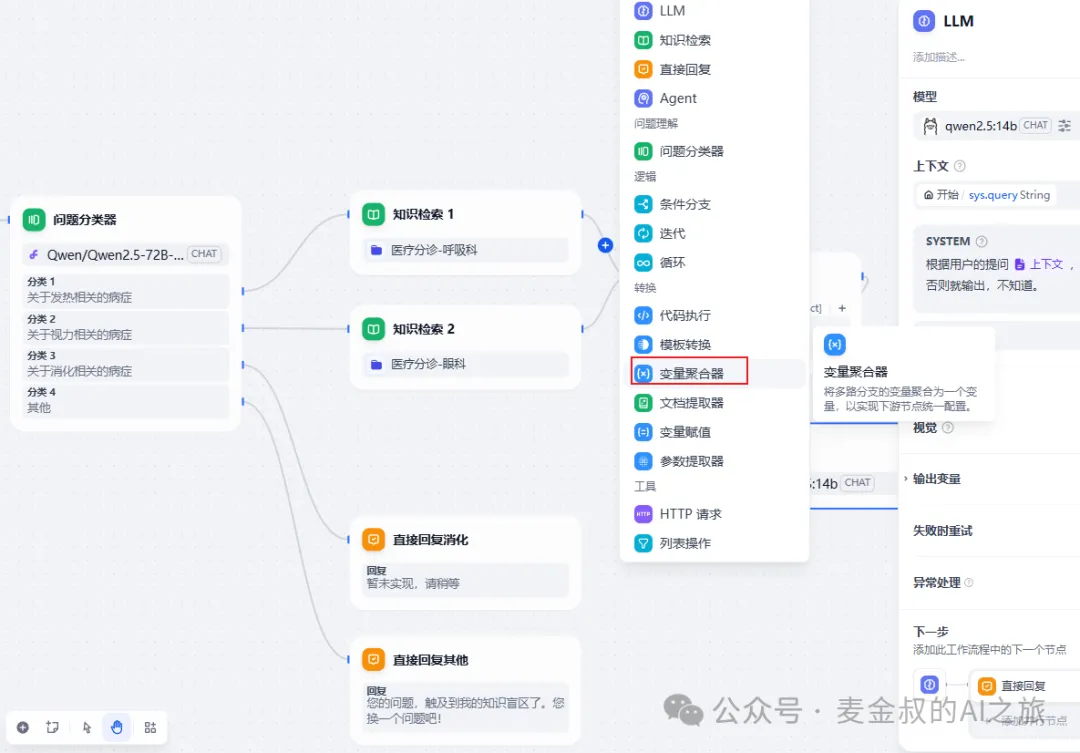 问题分类器
Qwen/Qwen2.5-72B-... CHAT
分类 1
关于发热相关的病症
分类 2
关于视力相关的病症
分类 3
关于消化相关的病症
分类 4
其他
知识检索 1
医疗分诊-呼吸科
知识检索 2
医疗分诊-眼科
直接回复消化
回复
暂未实现，请稍等
直接回复其他
回复
您的问题，触及到我的知识盲区了。您
换一个问题吧!
LLM
知识检索
直接回复
Agent
问题理解
问题分类器
逻辑
条件分支
迭代
循环
转换
代码执行
模板转换
变量聚合器
文档提取器
变量赋值
参数提取器
工具
HTTP 请求
列表操作
ct] +
变量聚合器
将多路分支的变量聚合为一个变
量，以实现下游节点统一配置。
:14b CHAT
LLM
添加描述...
模型
qwen2.5:14b CHAT
上下文
开始 / sys.query String
SYSTEM
根据用户的提问 上下文 ，
否则就输出，不知道。
视觉
输出变量
失败时重试
异常处理
下一步
添加此工作流程中的下一个节点
直接回复
添加并行节点
公众号 · 麦金叔的AI之旅